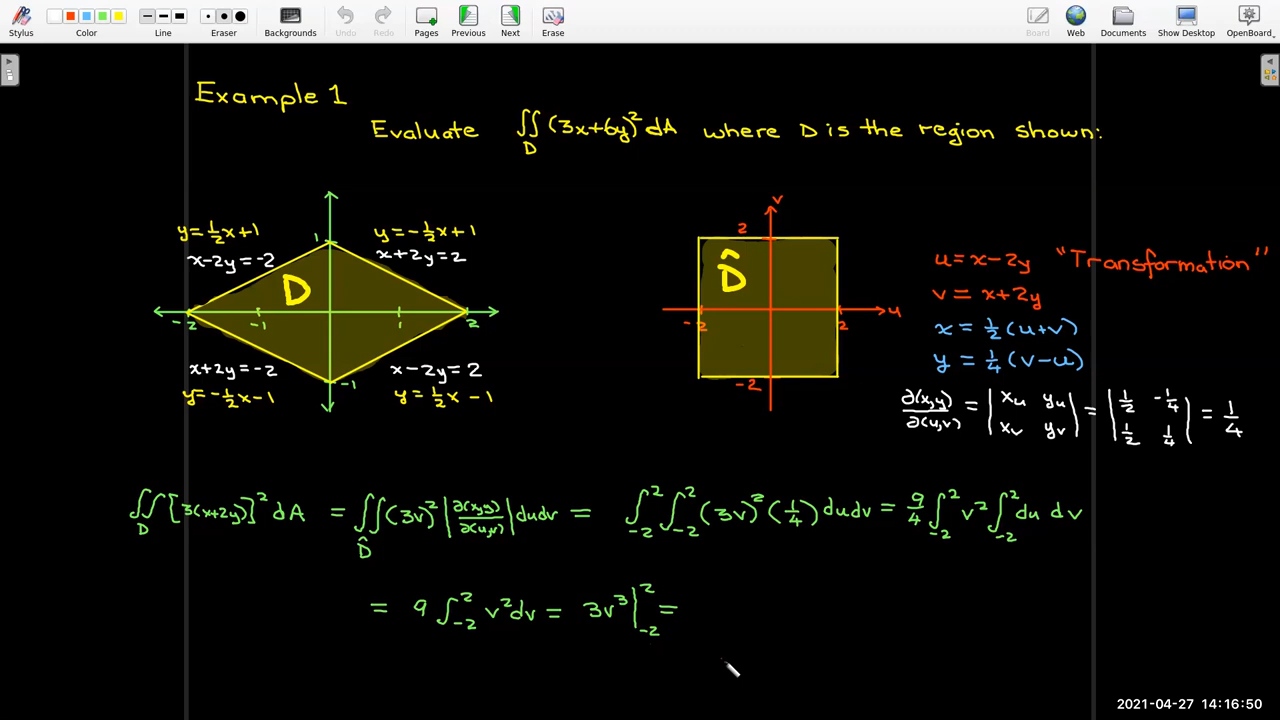 Stylus Color Line Eraser Backgrounds Undo Redo Pages Previous Next Erase Board Web Documents Show Desktop OpenBoard
Example 1
Evaluate ∬_D (3x+6y)² dA where D is the region shown:
y=½x+1
x-2y=-2
y=-½x+1
x+2y=2
1
D
-2 -1 1 2
x+2y=-2
y=-½x-1
-1
x-2y=2
y=½x-1
v
2
D̂
-2 2 u
-2
u=x-2y "Transformation"
v= x+2y
x=½(u+v)
y=¼(v-u)
∂(x,y)/∂(u,v) = |x_u y_u; x_v y_v| = |½ -¼; ½ ¼| = ¼
∬_D [3(x+2y)]² dA = ∬_D̂ (3v)² |∂(x,y)/∂(u,v)| du dv = ∫_{-2}^{2} ∫_{-2}^{2} (3v)² (¼) du dv = 9/4 ∫_{-2}^{2} v² ∫_{-2}^{2} du dv
= 9 ∫_{-2}^{2} v² dv = 3v³ |_{-2}^{2} =
2021-04-27 14:16:50